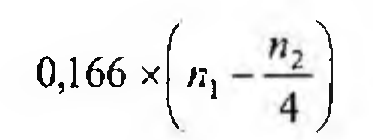 0,166 × ( n₁ − n₂/4 )